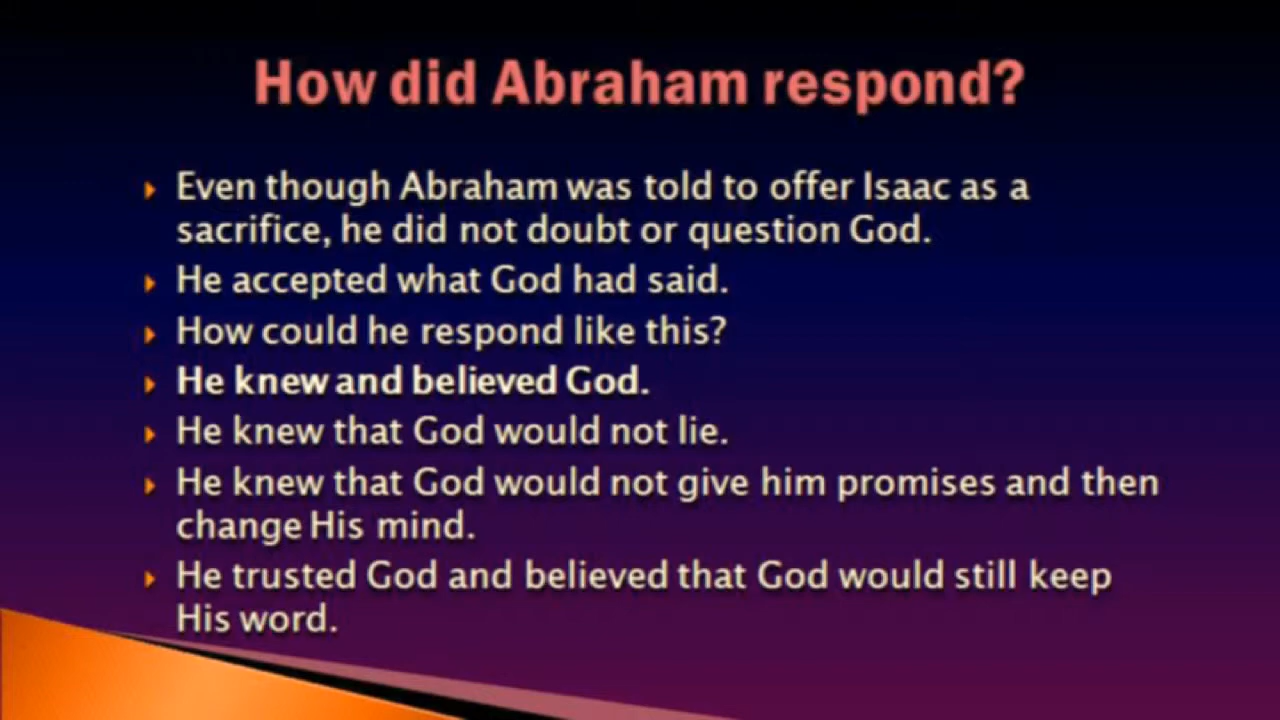 How did Abraham respond?
Even though Abraham was told to offer Isaac as a
sacrifice, he did not doubt or question God.
He accepted what God had said.
How could he respond like this?
He knew and believed God.
He knew that God would not lie.
He knew that God would not give him promises and then
change His mind.
He trusted God and believed that God would still keep
His word.